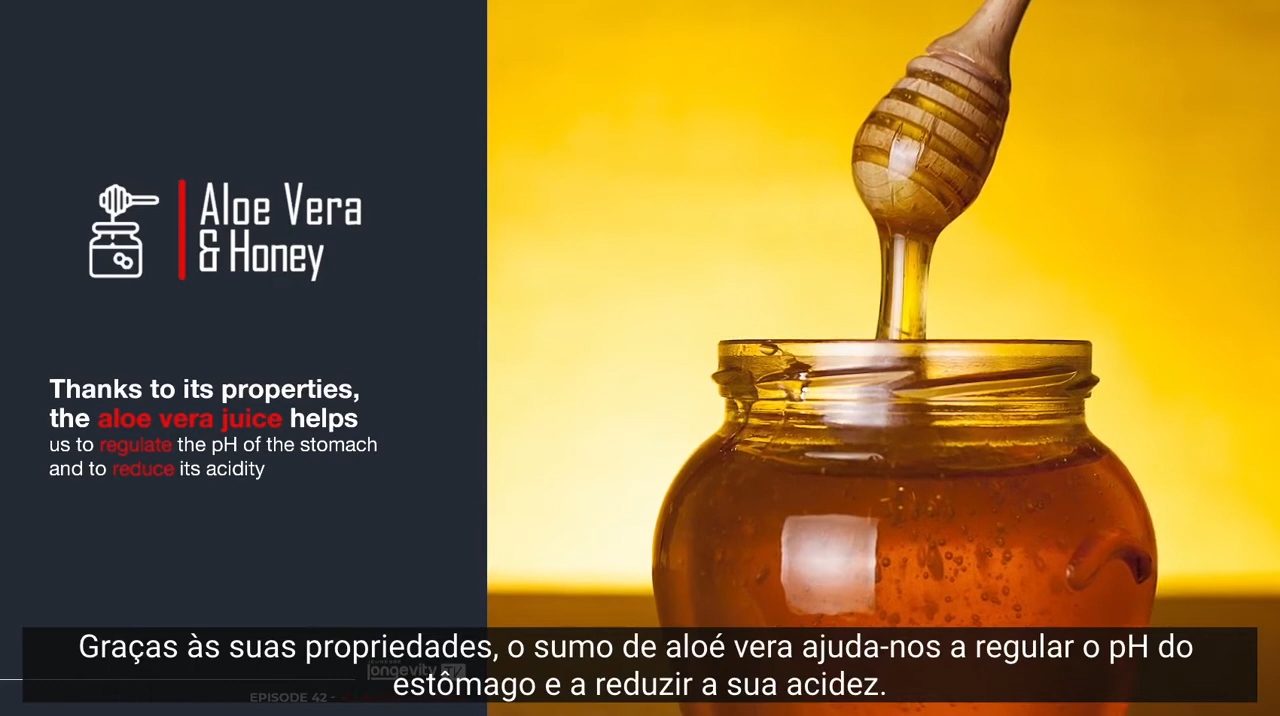 Aloe Vera
& Honey
Thanks to its properties,
the aloe vera juice helps
us to regulate the pH of the stomach
and to reduce its acidity
Graças às suas propriedades, o sumo de aloé vera ajuda-nos a regular o pH do
estômago e a reduzir a sua acidez.
longevity TV
EPISODE 42 -